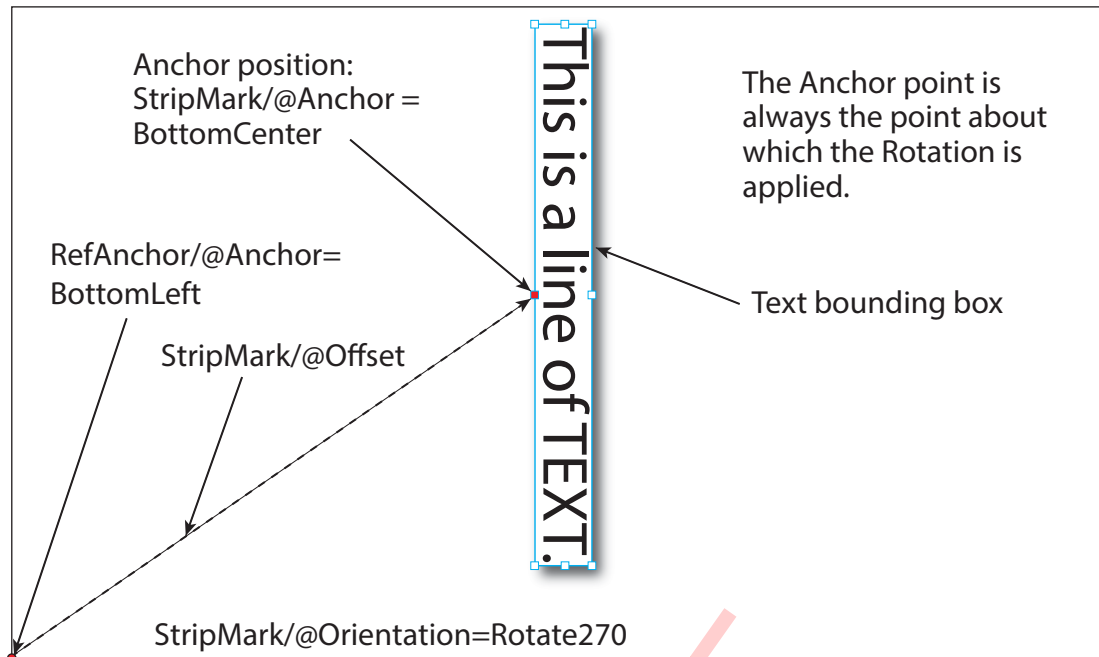 Anchor position:
StripMark/@Anchor =
BottomCenter
This is a line of TEXT.
The Anchor point is
always the point about
which the Rotation is
applied.
RefAnchor/@Anchor=
BottomLeft
Text bounding box
StripMark/@Offset
StripMark/@Orientation=Rotate270